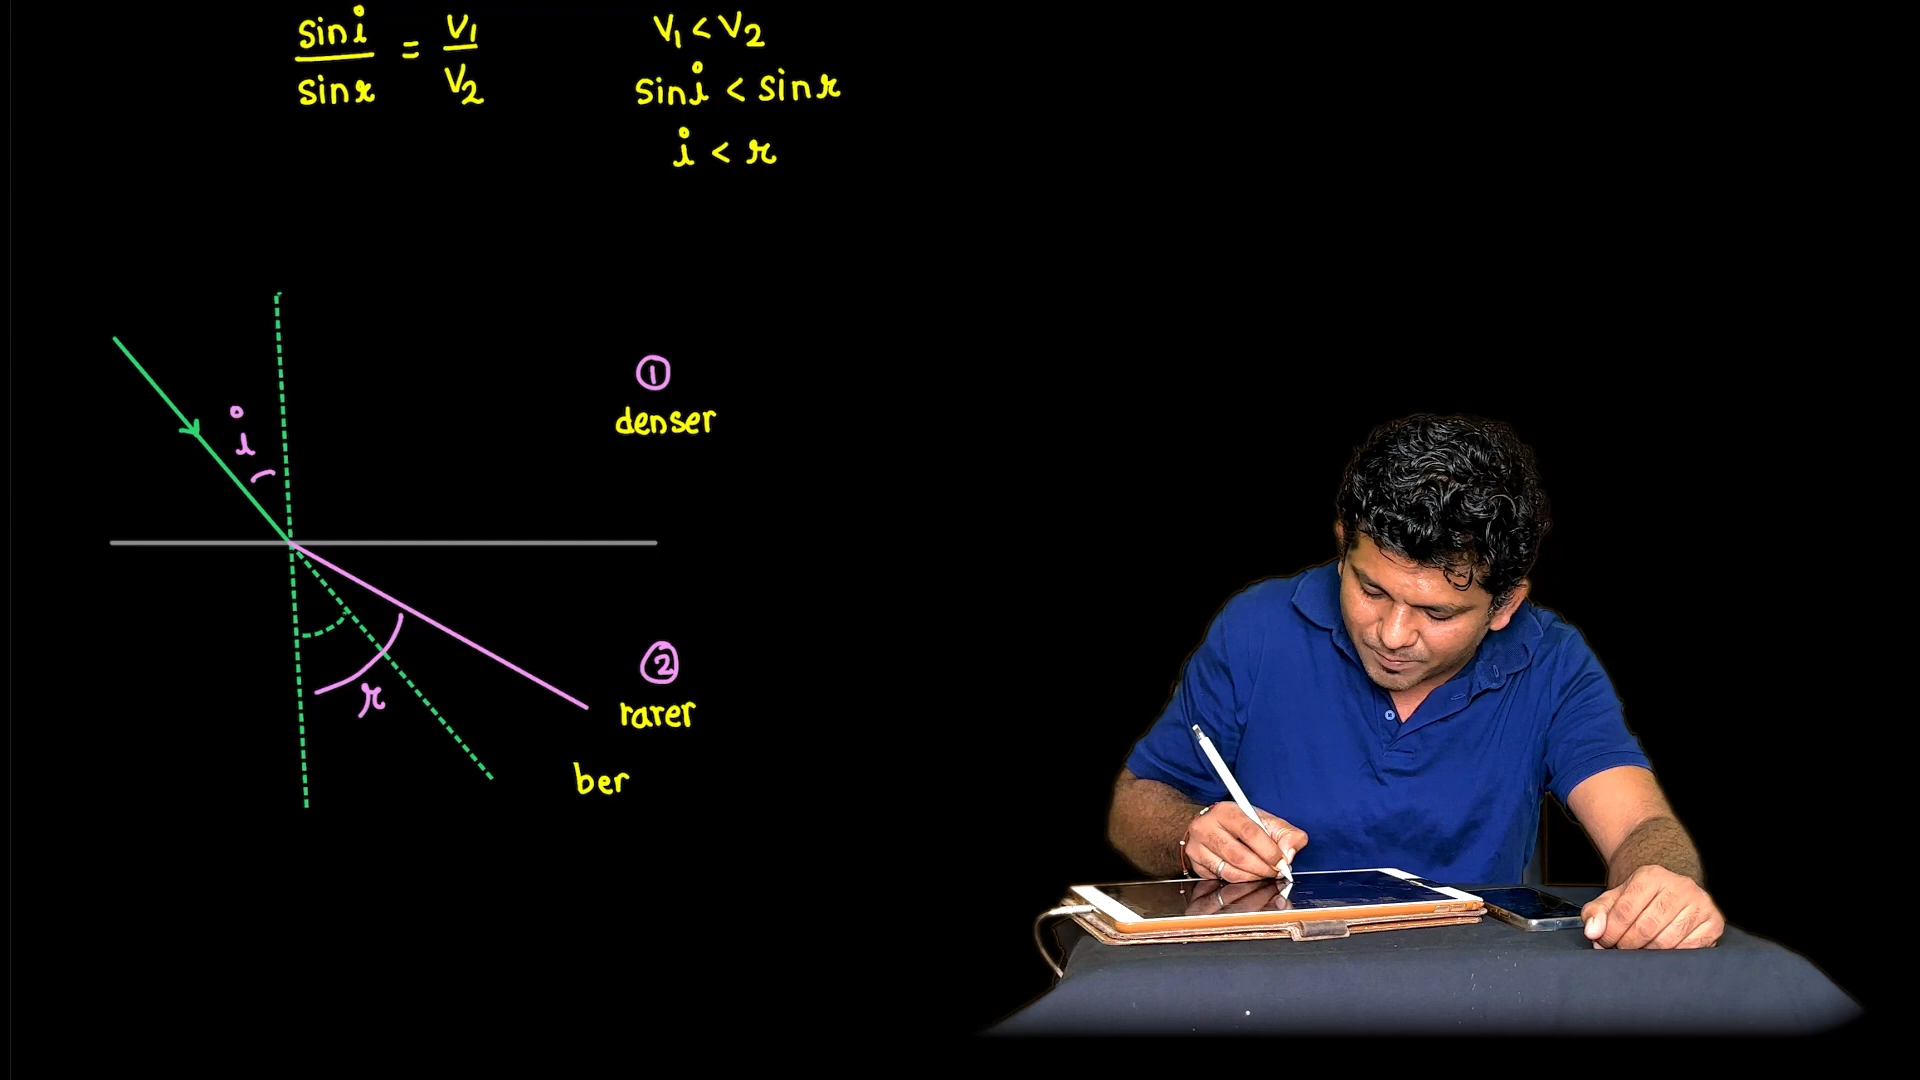 sin i / sin r = V1 / V2
V1 < V2
sin i < sin r
i < r
i
1
denser
2
r
rarer
ber